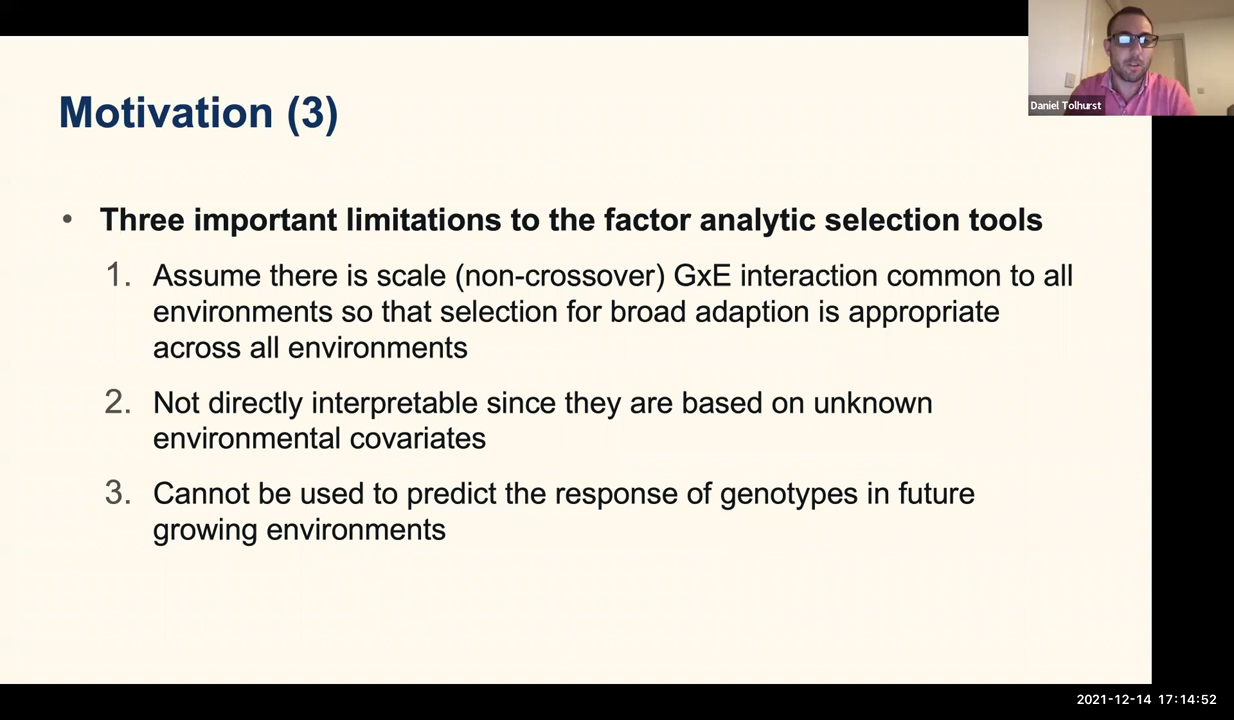 Motivation (3)
Daniel Tolhurst
• Three important limitations to the factor analytic selection tools
1. Assume there is scale (non-crossover) GxE interaction common to all
environments so that selection for broad adaption is appropriate
across all environments
2. Not directly interpretable since they are based on unknown
environmental covariates
3. Cannot be used to predict the response of genotypes in future
growing environments
2021-12-14 17:14:52